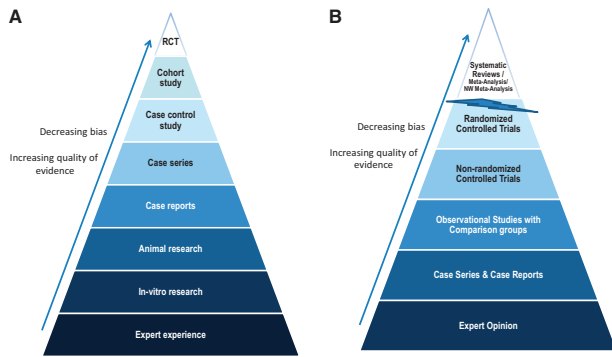 A
RCT
Cohort
study
Case control
study
Case series
Case reports
Animal research
In-vitro research
Expert experience
Decreasing bias
Increasing quality of
evidence
B
Systematic
Reviews /
Meta-Analysis/
NW Meta-Analysis
Randomized
Controlled Trials
Non-randomized
Controlled Trials
Observational Studies with
Comparison groups
Case Series & Case Reports
Expert Opinion
Decreasing bias
Increasing quality of
evidence